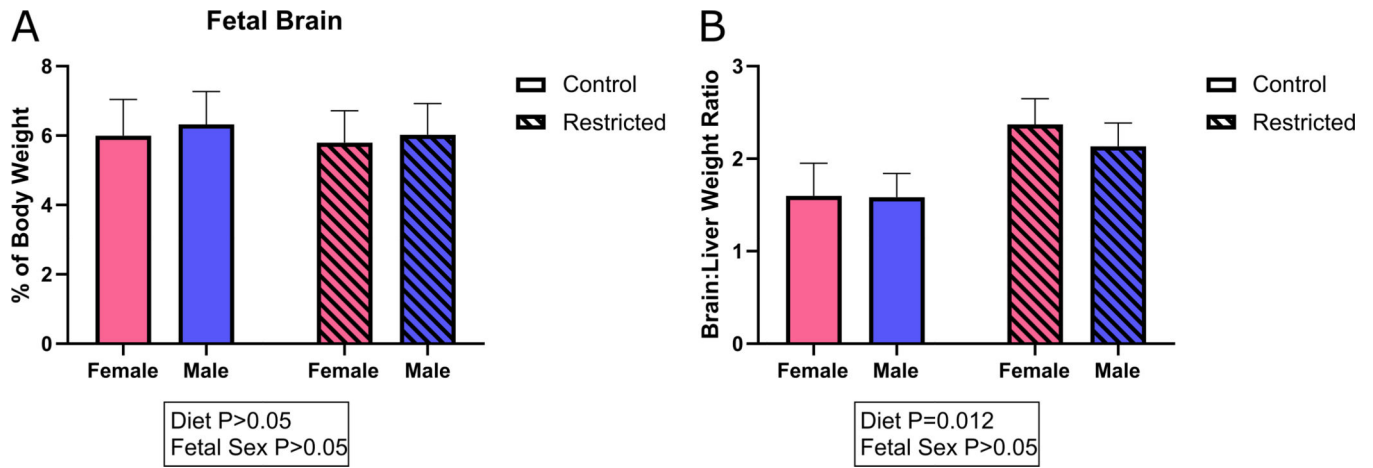 A
Fetal Brain
% of Body Weight
8
6
4
2
0
Female Male Female Male
Control
Restricted
Diet P>0.05
Fetal Sex P>0.05
B
Brain:Liver Weight Ratio
3
2
1
0
Female Male Female Male
Control
Restricted
Diet P=0.012
Fetal Sex P>0.05